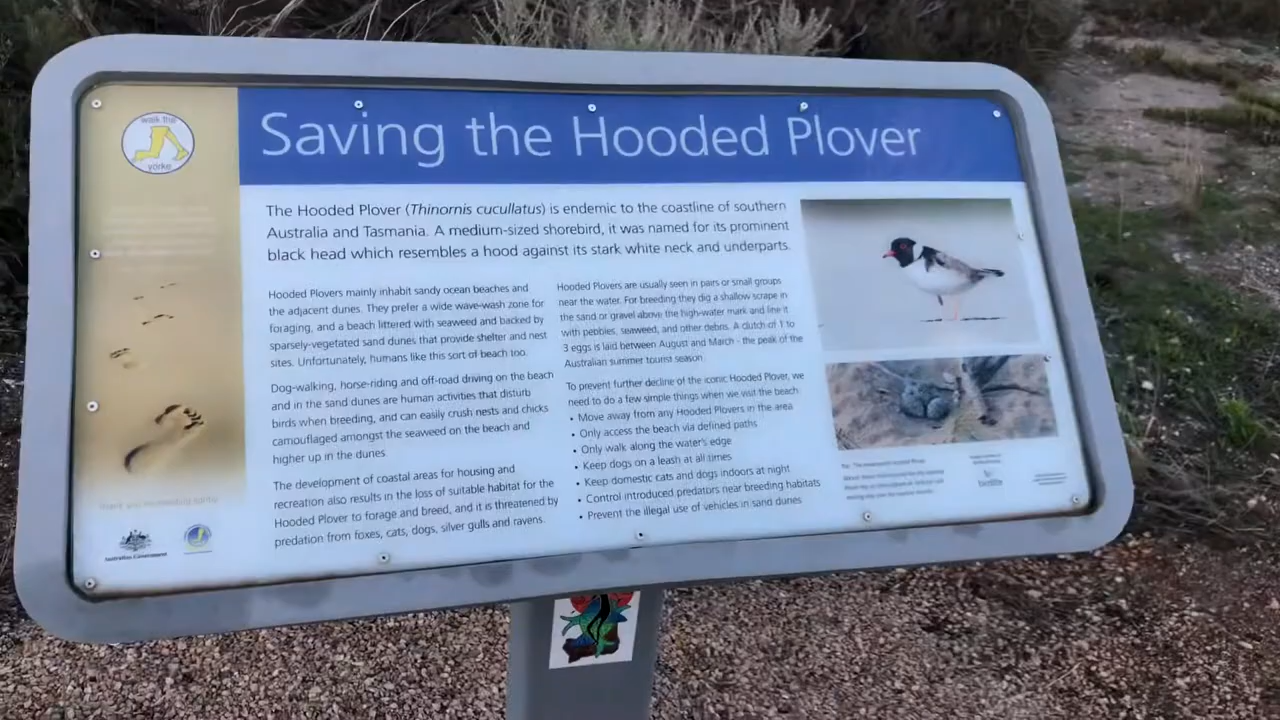 walk the
yorke
Saving the Hooded Plover
The Hooded Plover (Thinornis cucullatus) is endemic to the coastline of southern
Australia and Tasmania. A medium-sized shorebird, it was named for its prominent
black head which resembles a hood against its stark white neck and underparts.
Hooded Plovers mainly inhabit sandy ocean beaches and
the adjacent dunes. They prefer a wide wave-wash zone for
foraging, and a beach littered with seaweed and backed by
sparsely-vegetated sand dunes that provide shelter and nest
sites. Unfortunately, humans like this sort of beach too.
Dog-walking, horse-riding and off-road driving on the beach
and in the sand dunes are human activities that disturb
birds when breeding, and can easily crush nests and chicks
camouflaged amongst the seaweed on the beach and
higher up in the dunes.
The development of coastal areas for housing and
recreation also results in the loss of suitable habitat for the
Hooded Plover to forage and breed, and it is threatened by
predation from foxes, cats, dogs, silver gulls and ravens.
Hooded Plovers are usually seen in pairs or small groups
near the water. For breeding they dig a shallow scrape in
the sand or gravel above the high-water mark and line it
with pebbles, seaweed, and other debris. A clutch of 1 to
3 eggs is laid between August and March - the peak of the
Australian summer tourist season.
To prevent further decline of the iconic Hooded Plover, we
need to do a few simple things when we visit the beach:
• Move away from any Hooded Plovers in the area
• Only access the beach via defined paths
• Only walk along the water's edge
• Keep dogs on a leash at all times
• Keep domestic cats and dogs indoors at night
• Control introduced predators near breeding habitats
• Prevent the illegal use of vehicles in sand dunes
Australian Government